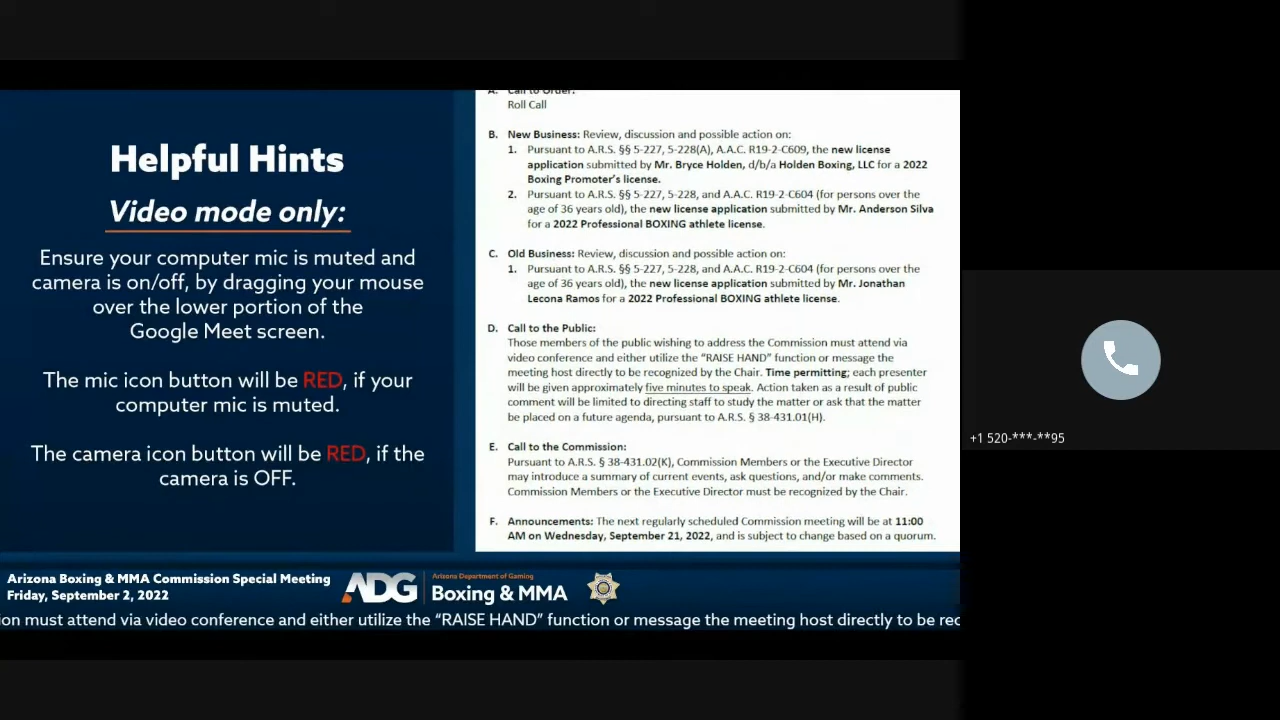 Helpful Hints
Video mode only:
Ensure your computer mic is muted and
camera is on/off, by dragging your mouse
over the lower portion of the
Google Meet screen.
The mic icon button will be RED, if your
computer mic is muted.
The camera icon button will be RED, if the
camera is OFF.
A. Call to Order:
Roll Call
B. New Business: Review, discussion and possible action on:
1. Pursuant to A.R.S. §§ 5-227, 5-228(A), A.A.C. R19-2-C609, the new license
application submitted by Mr. Bryce Holden, d/b/a Holden Boxing, LLC for a 2022
Boxing Promoter's license.
2. Pursuant to A.R.S. §§ 5-227, 5-228, and A.A.C. R19-2-C604 (for persons over the
age of 36 years old), the new license application submitted by Mr. Anderson Silva
for a 2022 Professional BOXING athlete license.
C. Old Business: Review, discussion and possible action on:
1. Pursuant to A.R.S. §§ 5-227, 5-228, and A.A.C. R19-2-C604 (for persons over the
age of 36 years old), the new license application submitted by Mr. Jonathan
Lecona Ramos for a 2022 Professional BOXING athlete license.
D. Call to the Public:
Those members of the public wishing to address the Commission must attend via
video conference and either utilize the "RAISE HAND" function or message the
meeting host directly to be recognized by the Chair. Time permitting; each presenter
will be given approximately five minutes to speak. Action taken as a result of public
comment will be limited to directing staff to study the matter or ask that the matter
be placed on a future agenda, pursuant to A.R.S. § 38-431.01(H).
E. Call to the Commission:
Pursuant to A.R.S. § 38-431.02(K), Commission Members or the Executive Director
may introduce a summary of current events, ask questions, and/or make comments.
Commission Members or the Executive Director must be recognized by the Chair.
F. Announcements: The next regularly scheduled Commission meeting will be at 11:00
AM on Wednesday, September 21, 2022, and is subject to change based on a quorum.
+1 520-***-**95
Arizona Boxing & MMA Commission Special Meeting
Friday, September 2, 2022
ADG
Arizona Department of Gaming
Boxing & MMA
ion must attend via video conference and either utilize the "RAISE HAND" function or message the meeting host directly to be rec